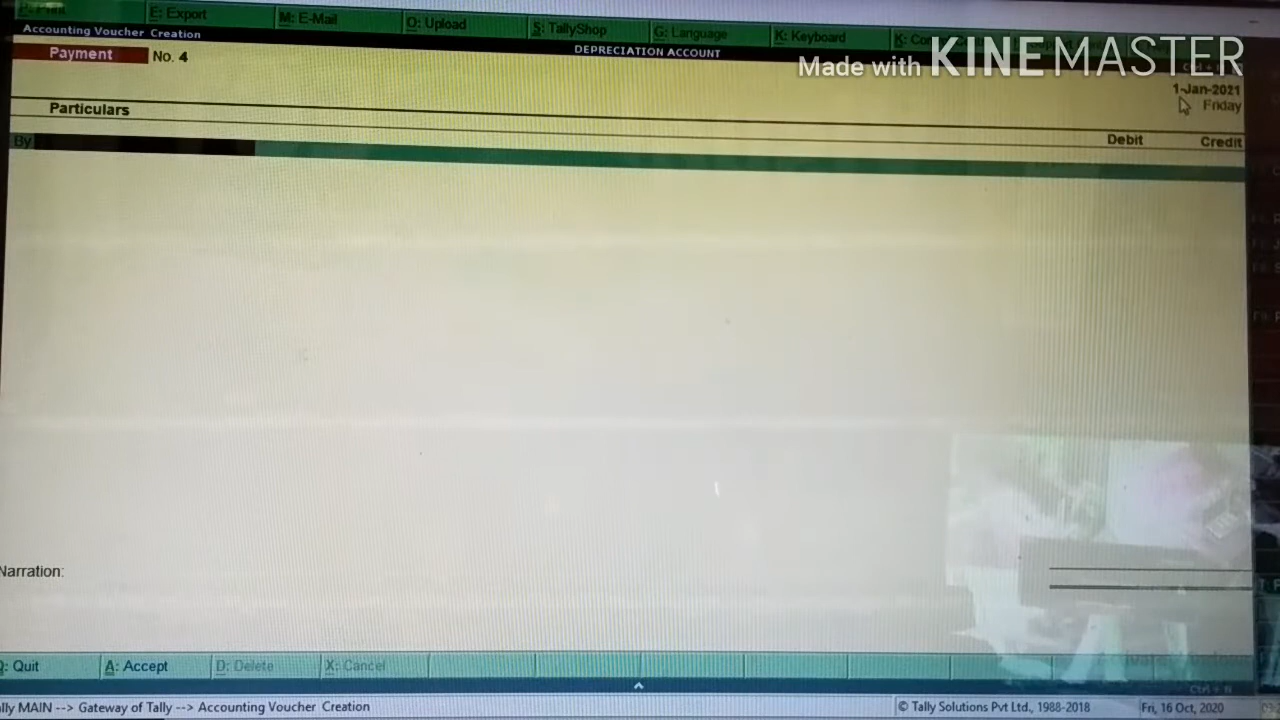 E: Export M: E-Mail O: Upload S: TallyShop G: Language K: Keyboard
Accounting Voucher Creation
DEPRECIATION ACCOUNT
Made with KINEMASTER
Payment No. 4
1-Jan-2021
Friday
Particulars
Debit Credit
By
Narration:
Q: Quit A: Accept D: Delete X: Cancel
Ctrl + N
lly MAIN --> Gateway of Tally --> Accounting Voucher Creation © Tally Solutions Pvt Ltd., 1988-2018 Fri, 16 Oct, 2020